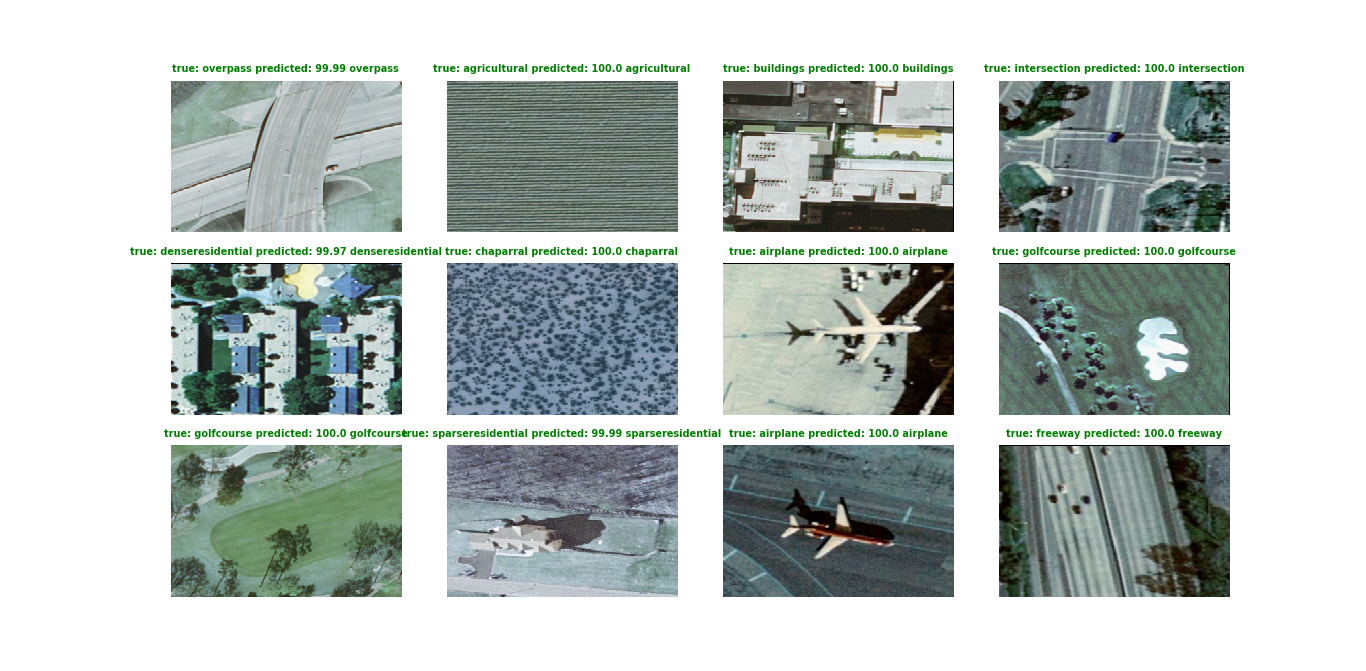 true: overpass predicted: 99.99 overpass
true: agricultural predicted: 100.0 agricultural
true: buildings predicted: 100.0 buildings
true: intersection predicted: 100.0 intersection
true: denseresidential predicted: 99.97 denseresidential
true: chaparral predicted: 100.0 chaparral
true: airplane predicted: 100.0 airplane
true: golfcourse predicted: 100.0 golfcourse
true: golfcourse predicted: 100.0 golfcourse
true: sparseresidential predicted: 99.99 sparseresidential
true: airplane predicted: 100.0 airplane
true: freeway predicted: 100.0 freeway